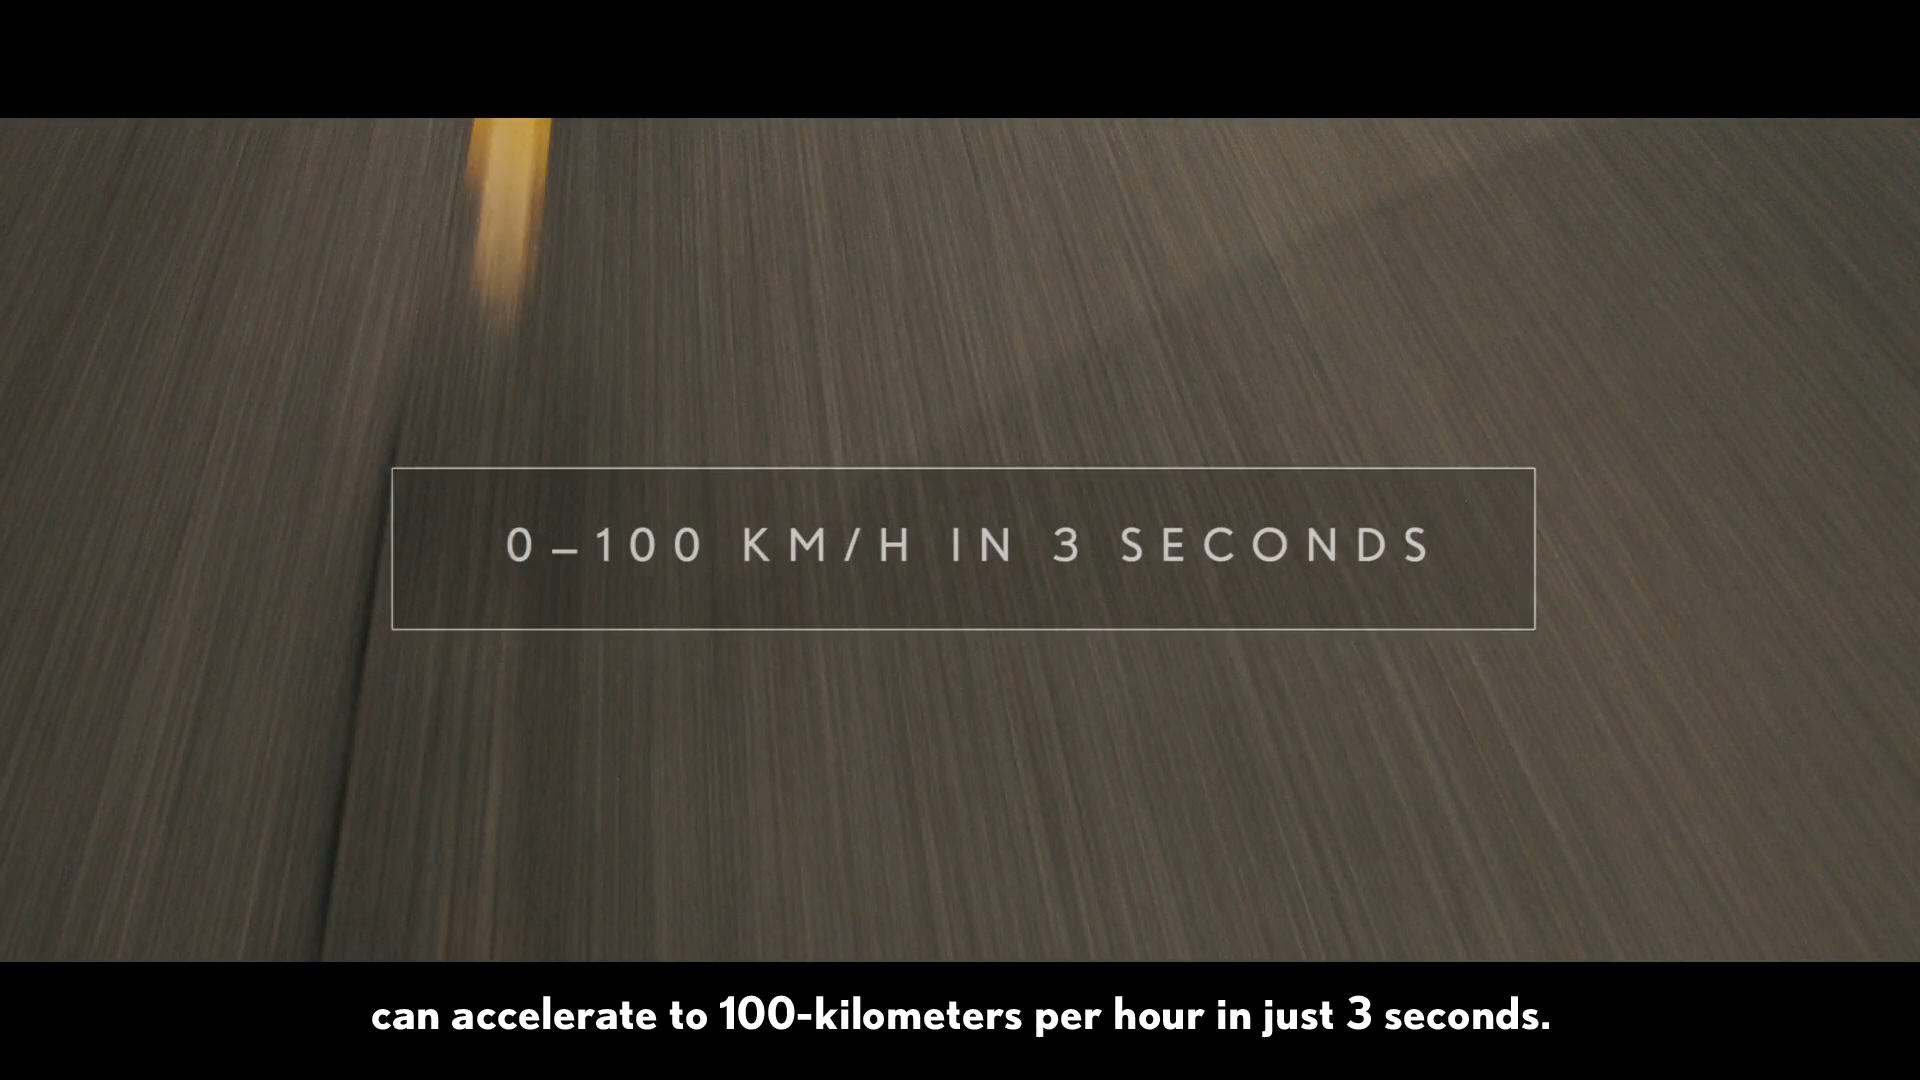 0–100 KM/H IN 3 SECONDS
can accelerate to 100-kilometers per hour in just 3 seconds.